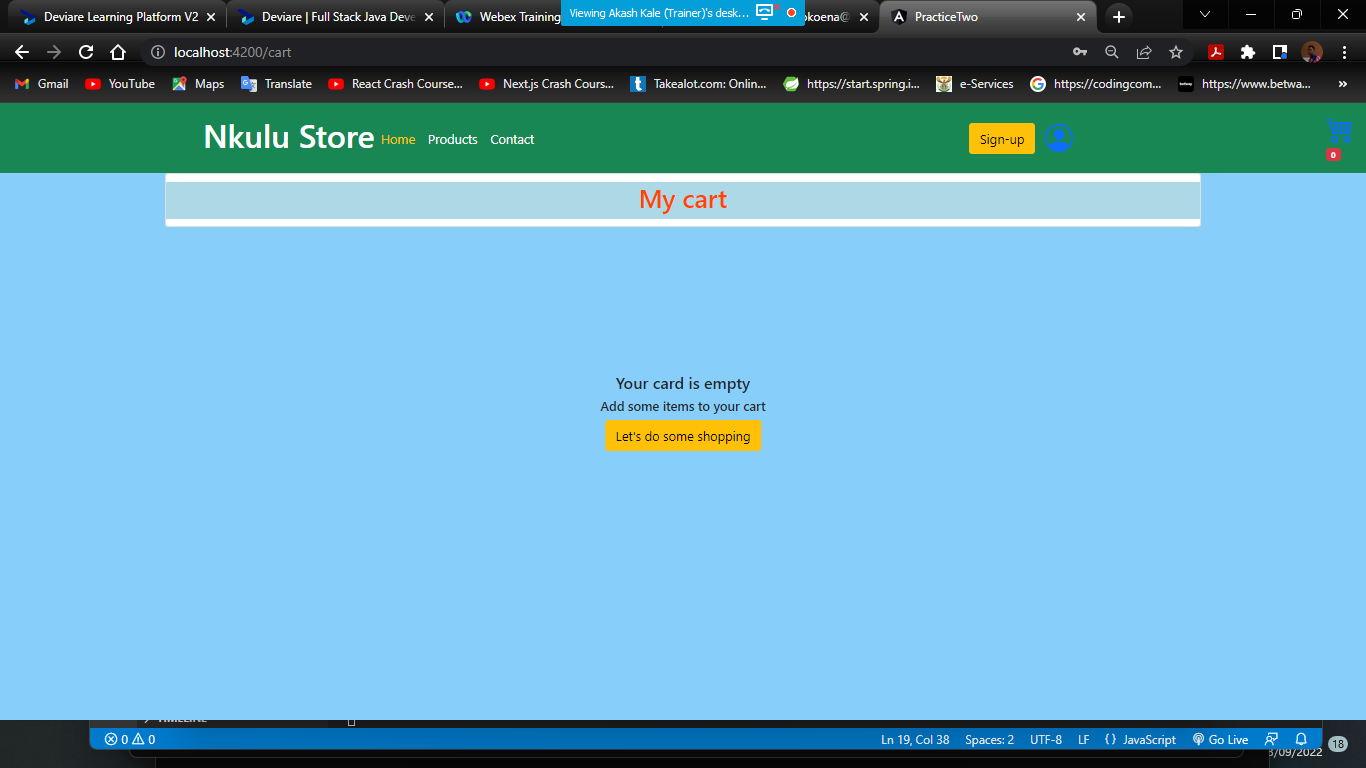 Deviare Learning Platform V2
Deviare | Full Stack Java Deve
Webex Training
Viewing Akash Kale (Trainer)'s desk...
okoena@
PracticeTwo
localhost:4200/cart
Gmail
YouTube
Maps
Translate
React Crash Course...
Next.js Crash Cours...
Takealot.com: Onlin...
https://start.spring.i...
e-Services
https://codingcom...
https://www.betwa...
Nkulu Store
Home
Products
Contact
Sign-up
0
My cart
Your card is empty
Add some items to your cart
Let's do some shopping
TIMELINE
0
0
Ln 19, Col 38
Spaces: 2
UTF-8
LF
{ } JavaScript
Go Live
/09/2022
18